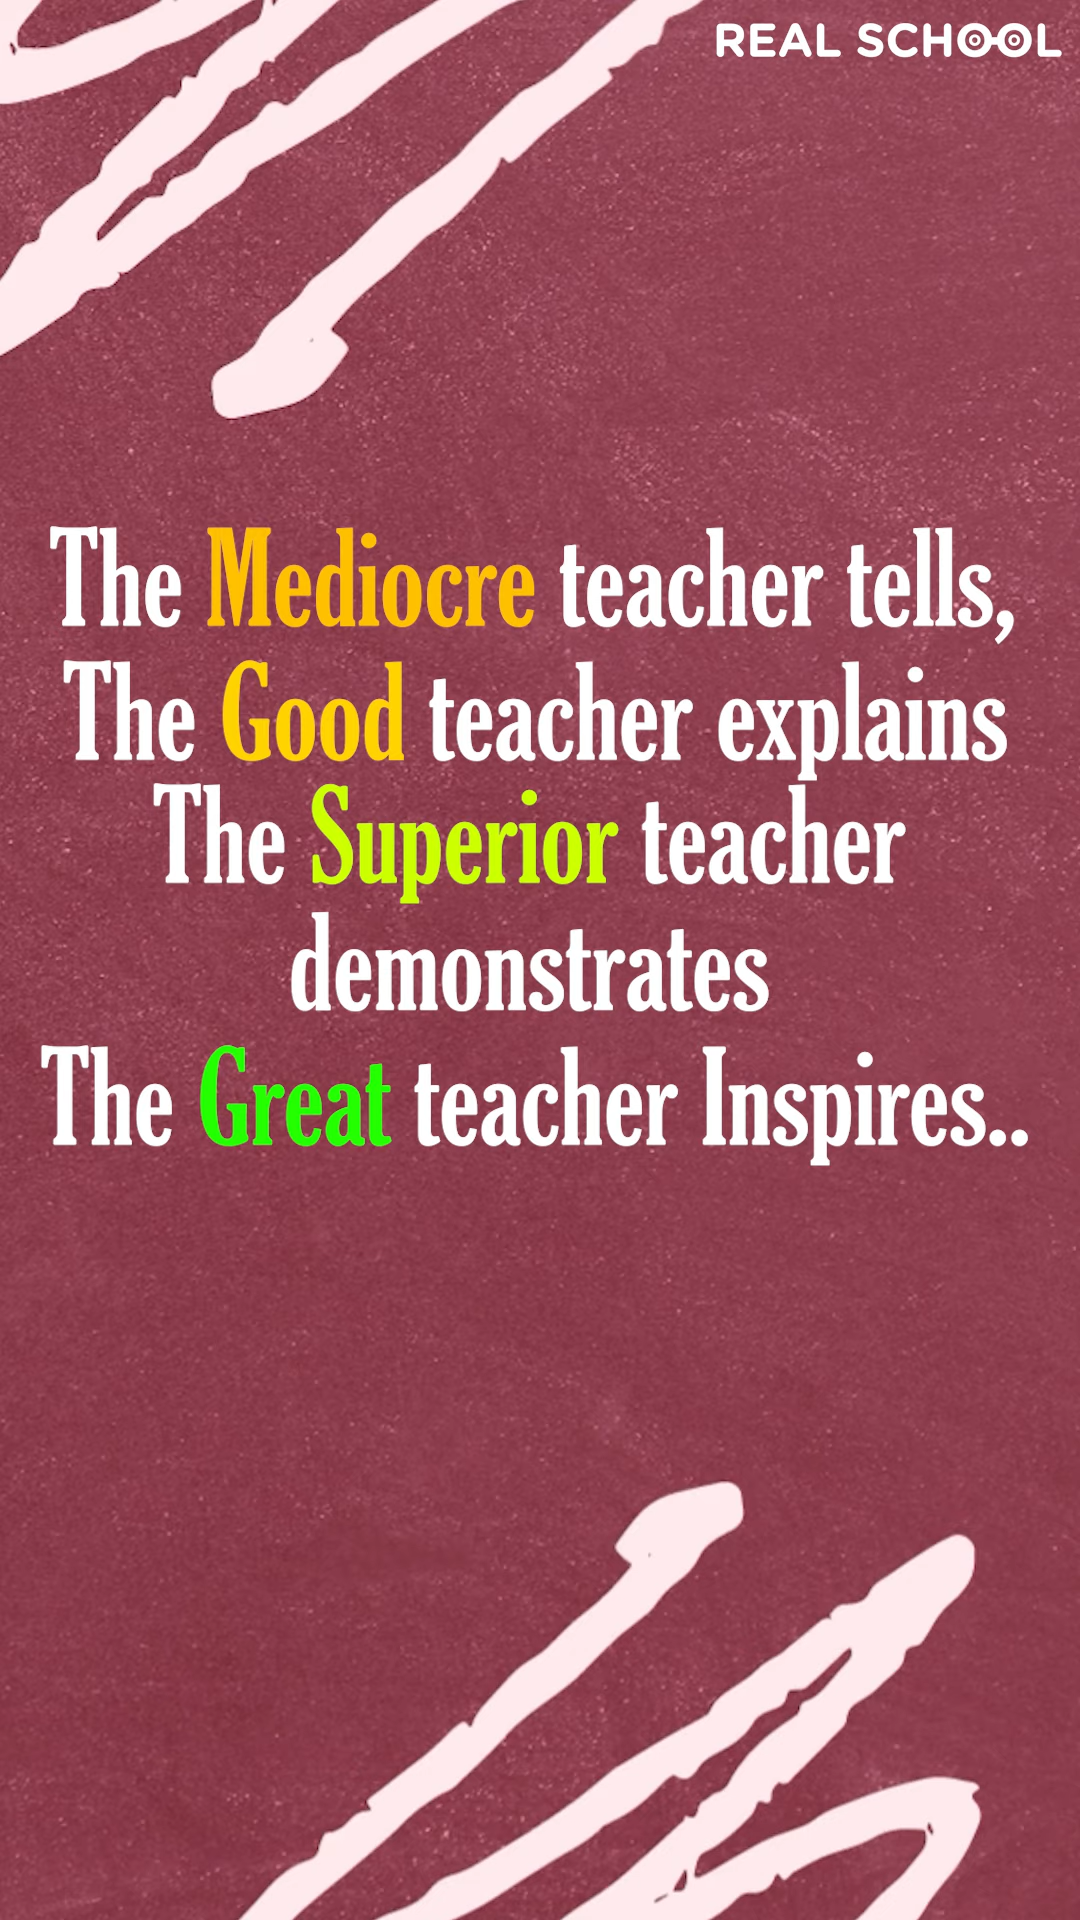 REAL SCHOOL
The Mediocre teacher tells,
The Good teacher explains
The Superior teacher
demonstrates
The Great teacher Inspires..